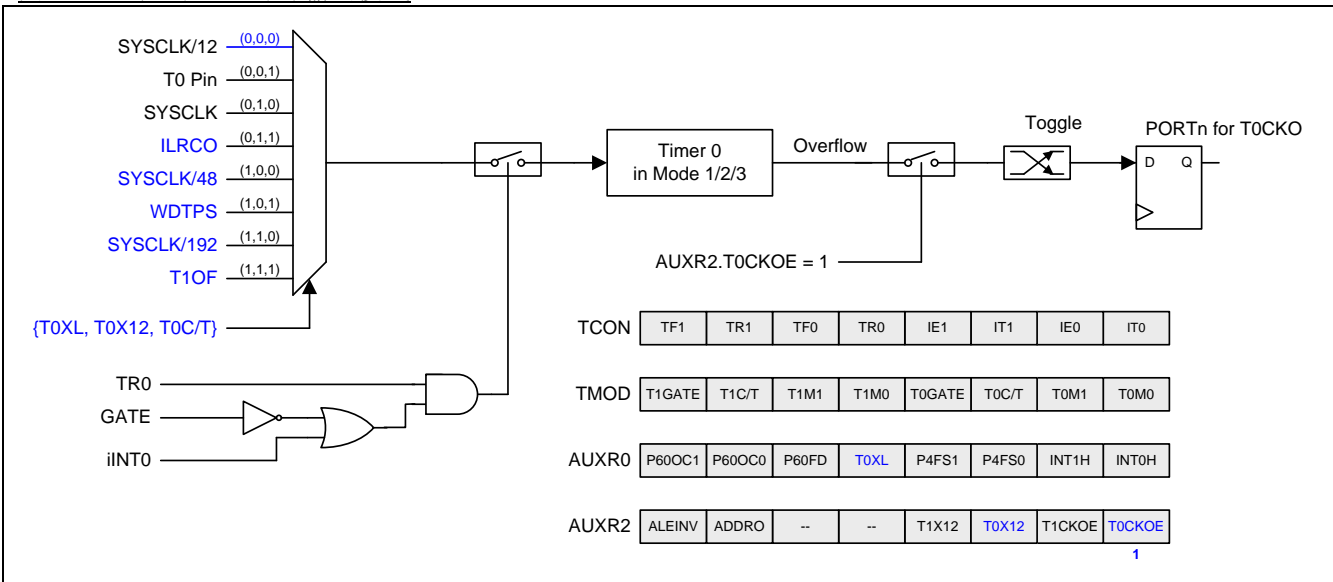 SYSCLK/12 (0,0,0)
T0 Pin (0,0,1)
SYSCLK (0,1,0)
ILRCO (0,1,1)
SYSCLK/48 (1,0,0)
WDTPS (1,0,1)
SYSCLK/192 (1,1,0)
T1OF (1,1,1)
{T0XL, T0X12, T0C/T}
TR0
GATE
iINT0
Timer 0
in Mode 1/2/3
Overflow
AUXR2.T0CKOE = 1
Toggle
PORTn for T0CKO
D Q
TCON TF1 TR1 TF0 TR0 IE1 IT1 IE0 IT0
TMOD T1GATE T1C/T T1M1 T1M0 T0GATE T0C/T T0M1 T0M0
AUXR0 P60OC1 P60OC0 P60FD T0XL P4FS1 P4FS0 INT1H INT0H
AUXR2 ALEINV ADDRO -- -- T1X12 T0X12 T1CKOE T0CKOE
1